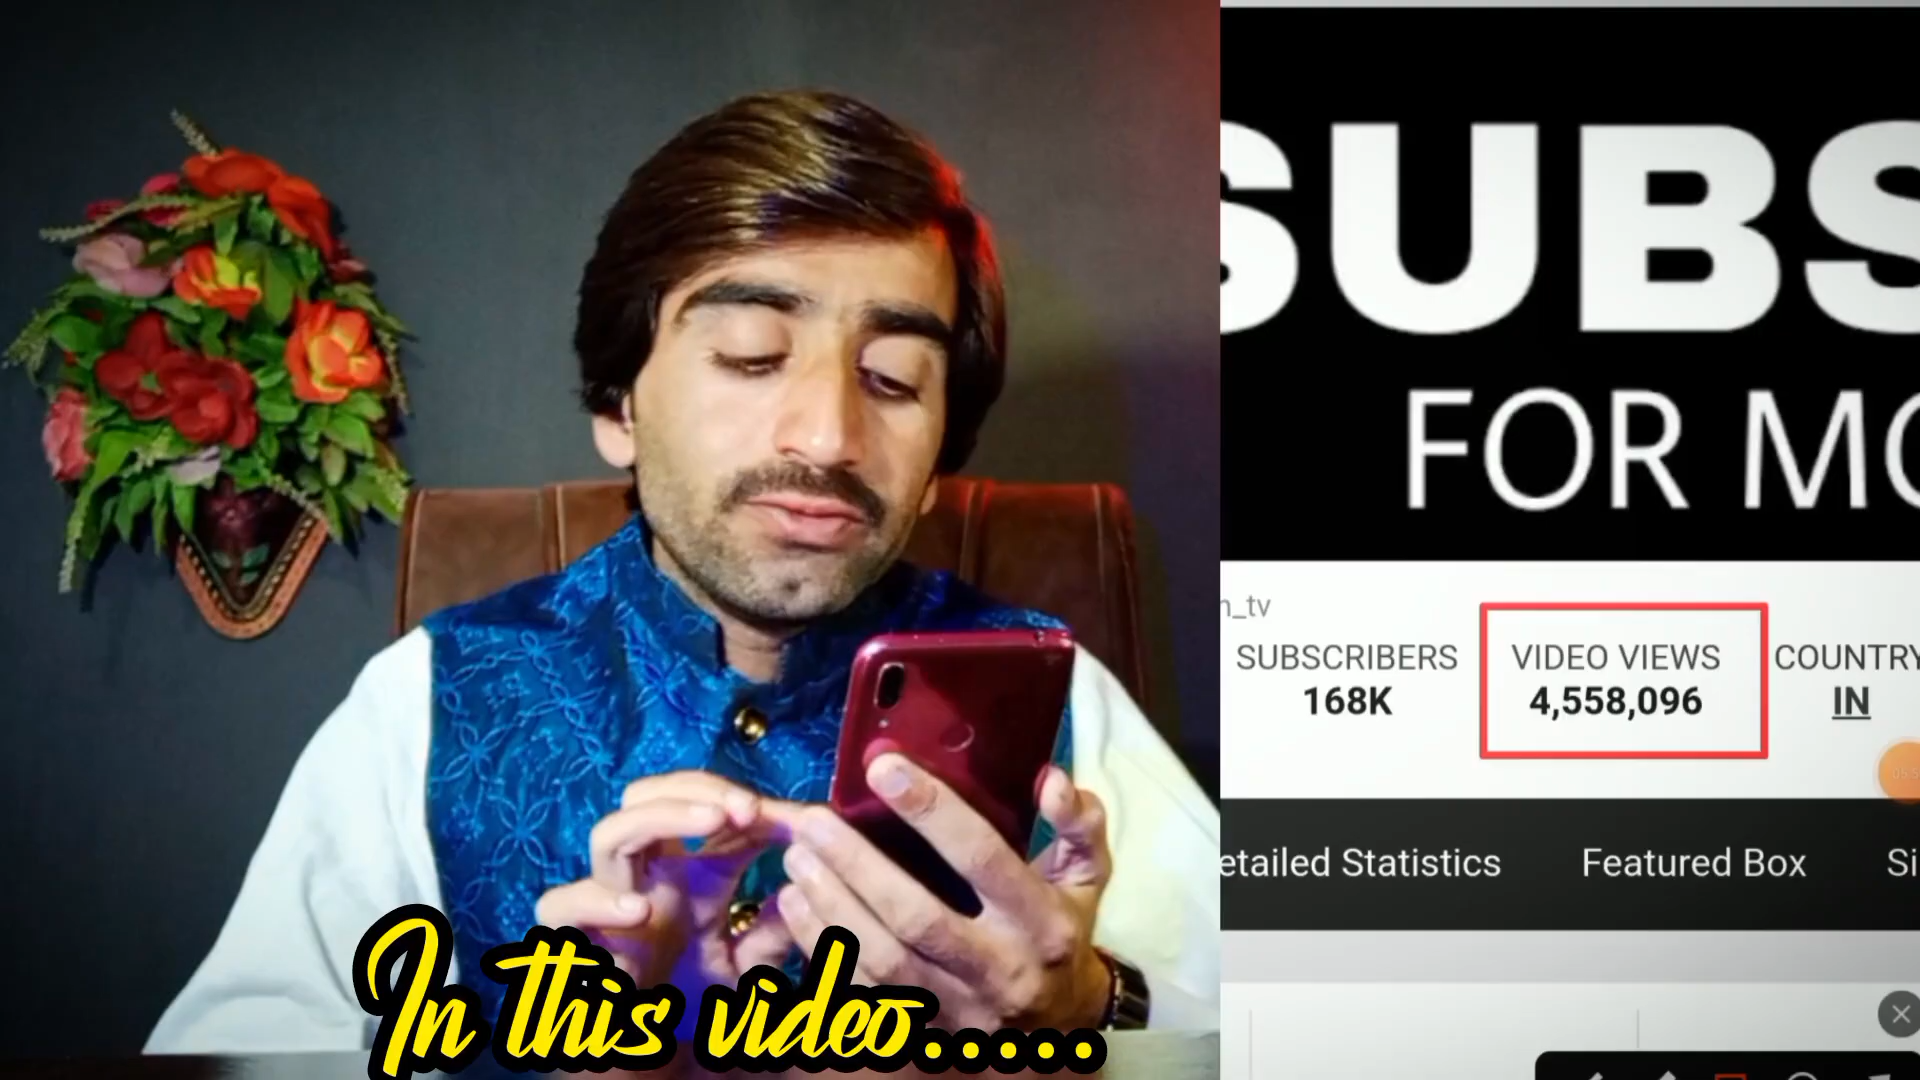 SUBS
FOR MO
n_tv
SUBSCRIBERS
168K
VIDEO VIEWS
4,558,096
COUNTRY
IN
etailed Statistics
Featured Box
Si
In this video.....